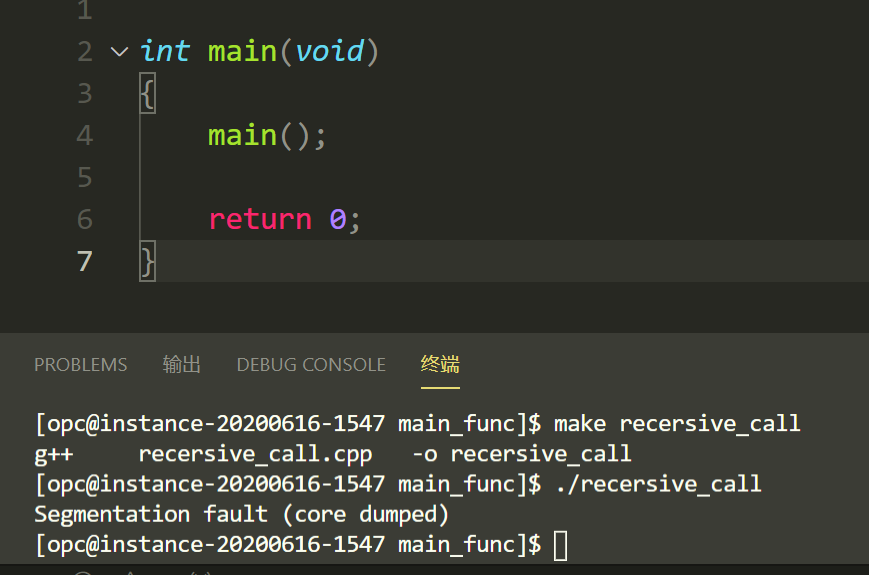 1
2 int main(void)
3 {
4 main();
5
6 return 0;
7 }
PROBLEMS 输出 DEBUG CONSOLE 终端
[opc@instance-20200616-1547 main_func]$ make recersive_call
g++ recersive_call.cpp -o recersive_call
[opc@instance-20200616-1547 main_func]$ ./recersive_call
Segmentation fault (core dumped)
[opc@instance-20200616-1547 main_func]$